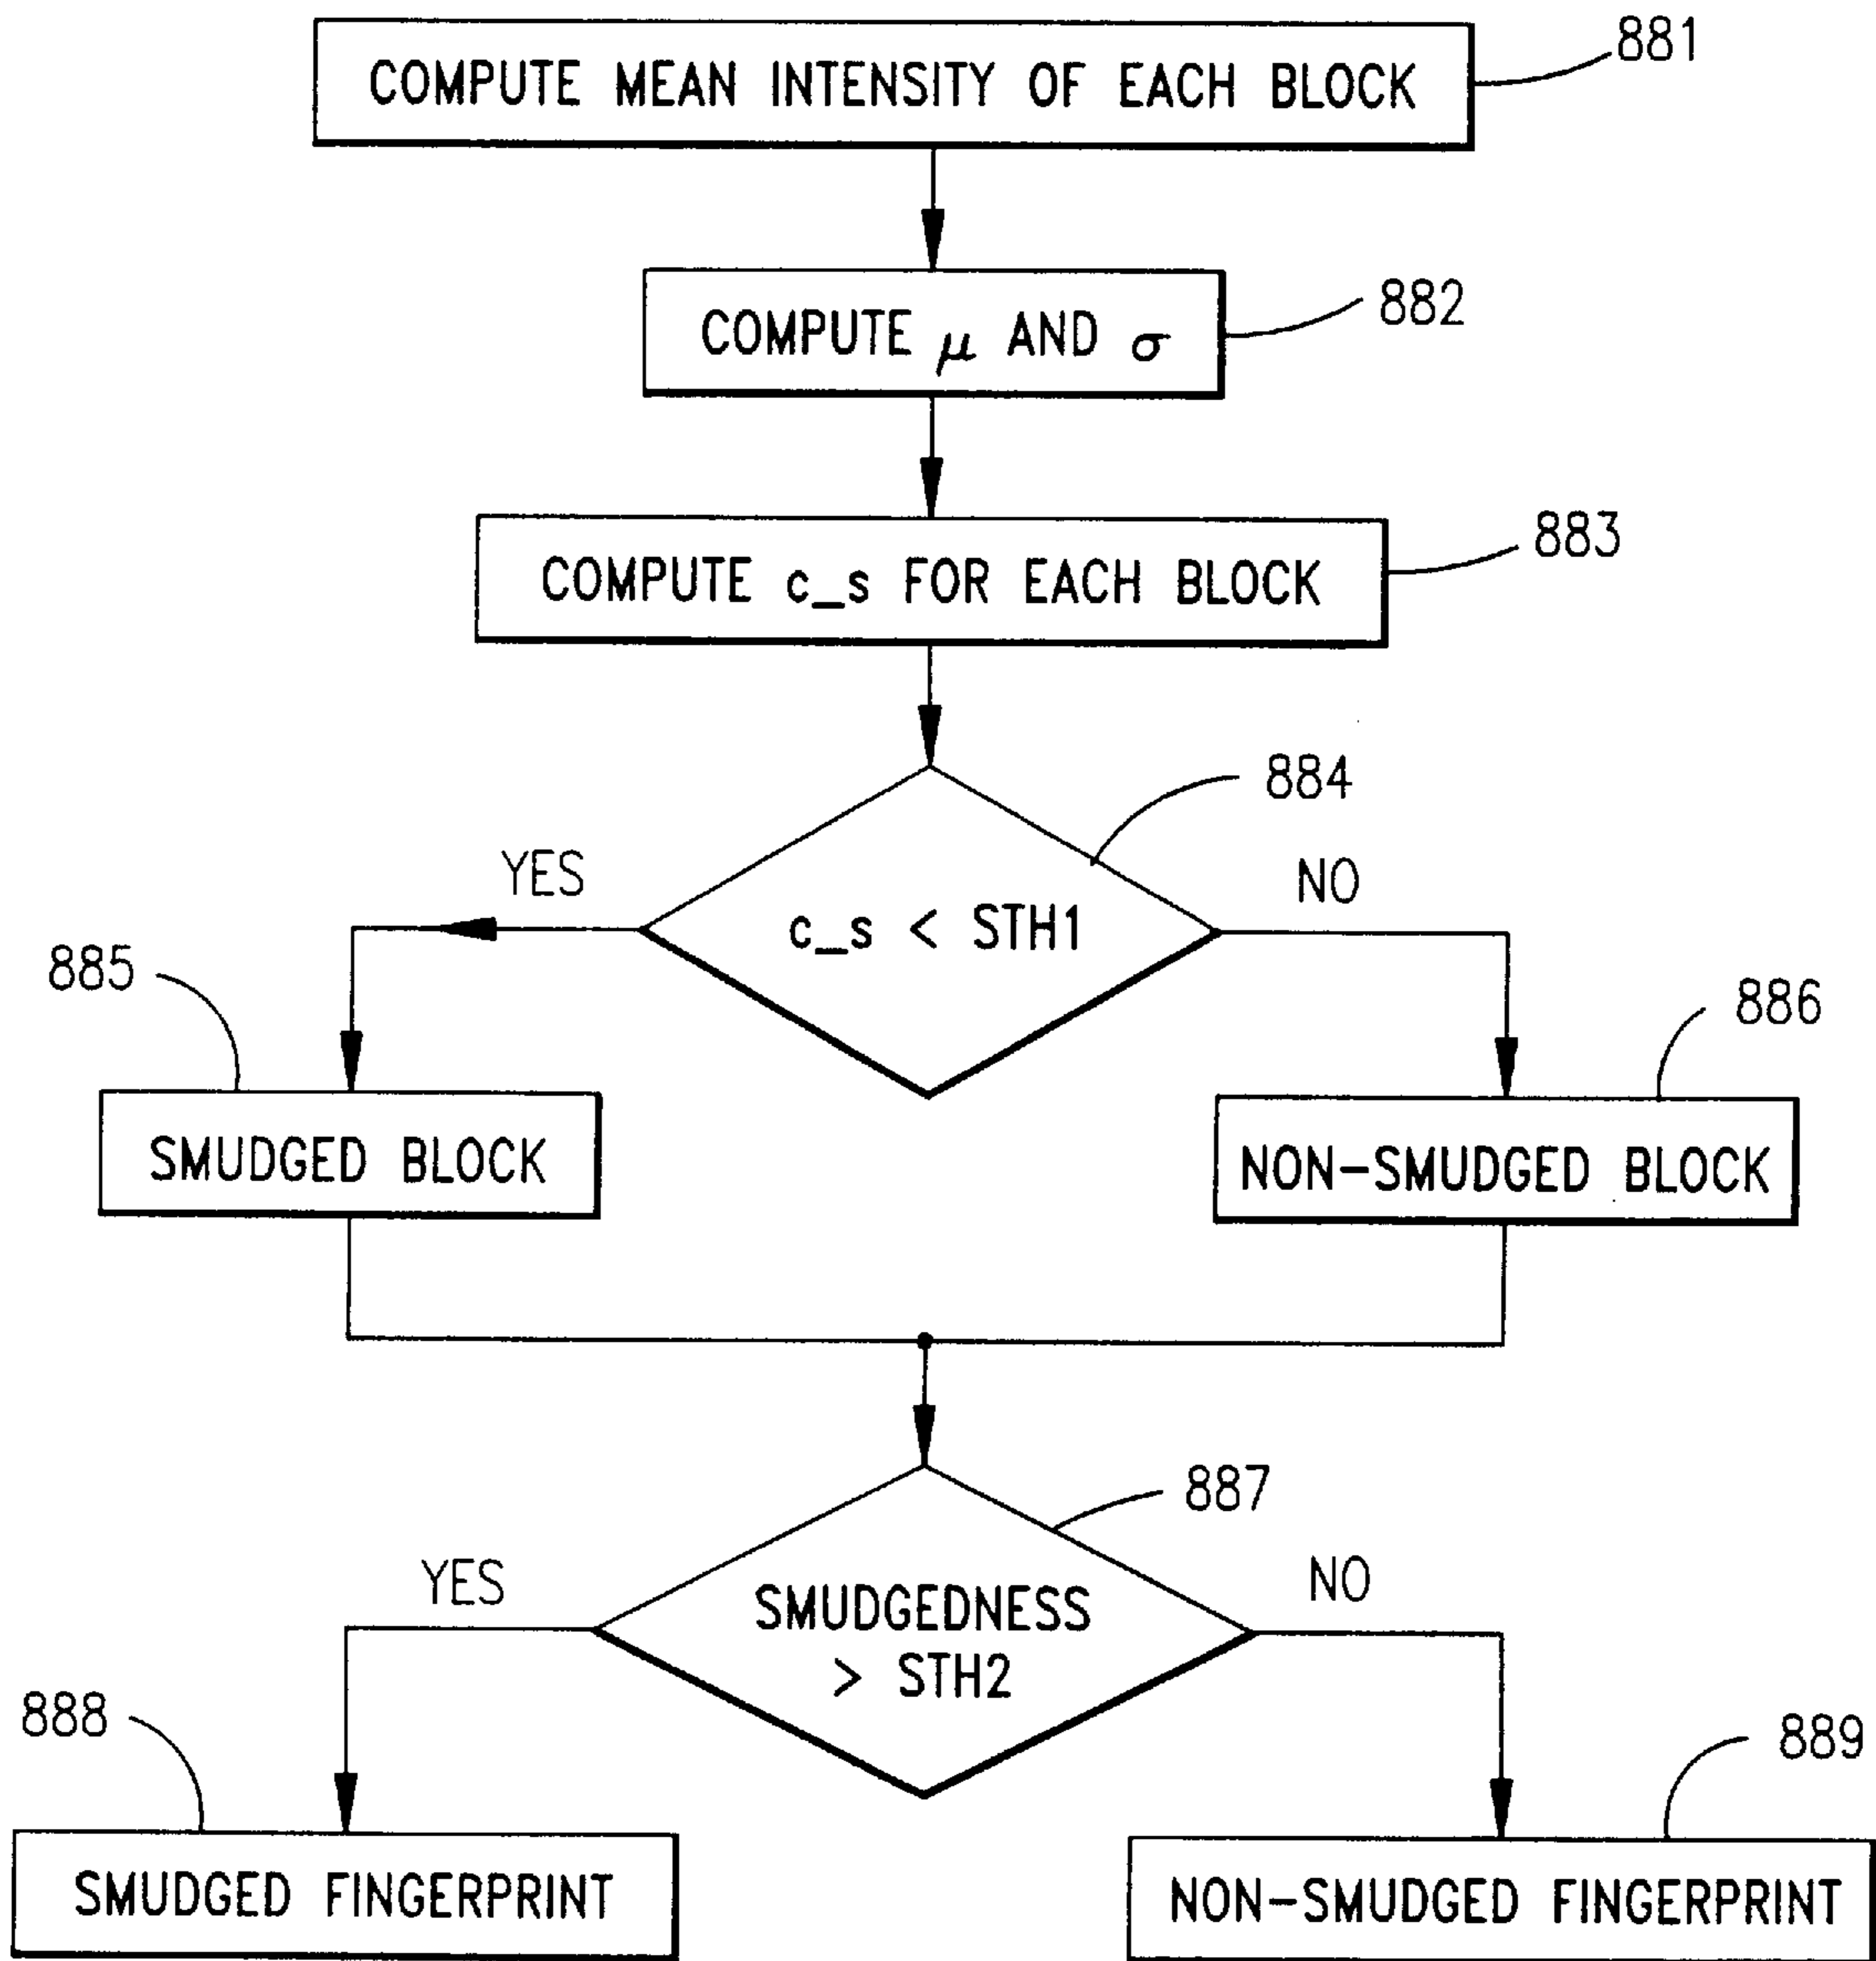 881
COMPUTE MEAN INTENSITY OF EACH BLOCK
882
COMPUTE μ AND σ
883
COMPUTE c_s FOR EACH BLOCK
884
YES
NO
c_s < STH1
885
886
SMUDGED BLOCK
NON-SMUDGED BLOCK
887
YES
NO
SMUDGEDNESS
> STH2
888
889
SMUDGED FINGERPRINT
NON-SMUDGED FINGERPRINT